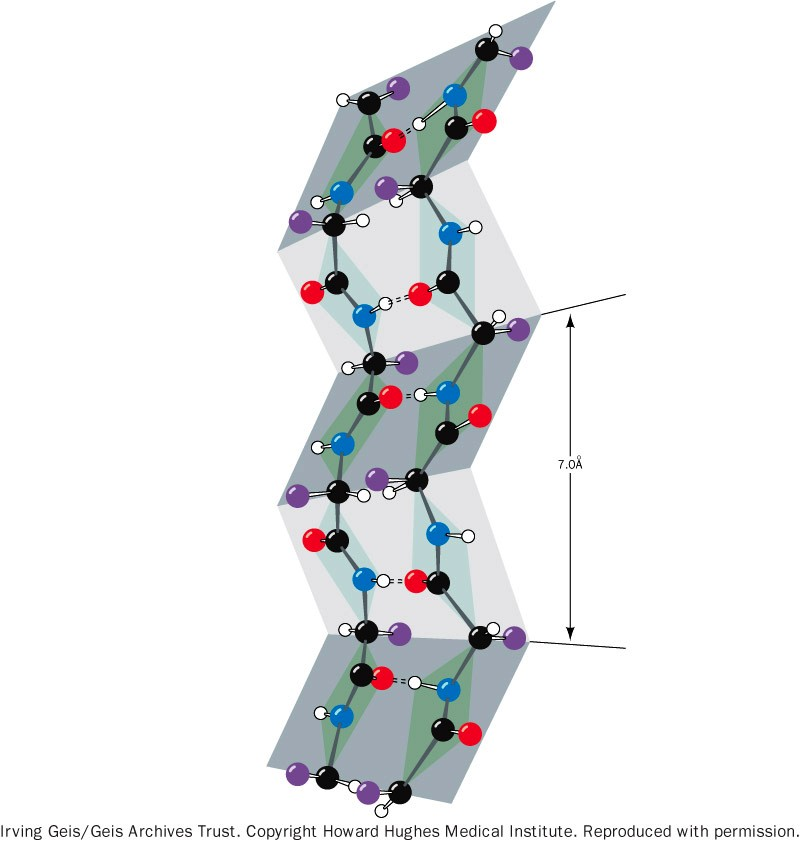 7.0Å
Irving Geis/Geis Archives Trust. Copyright Howard Hughes Medical Institute. Reproduced with permission.